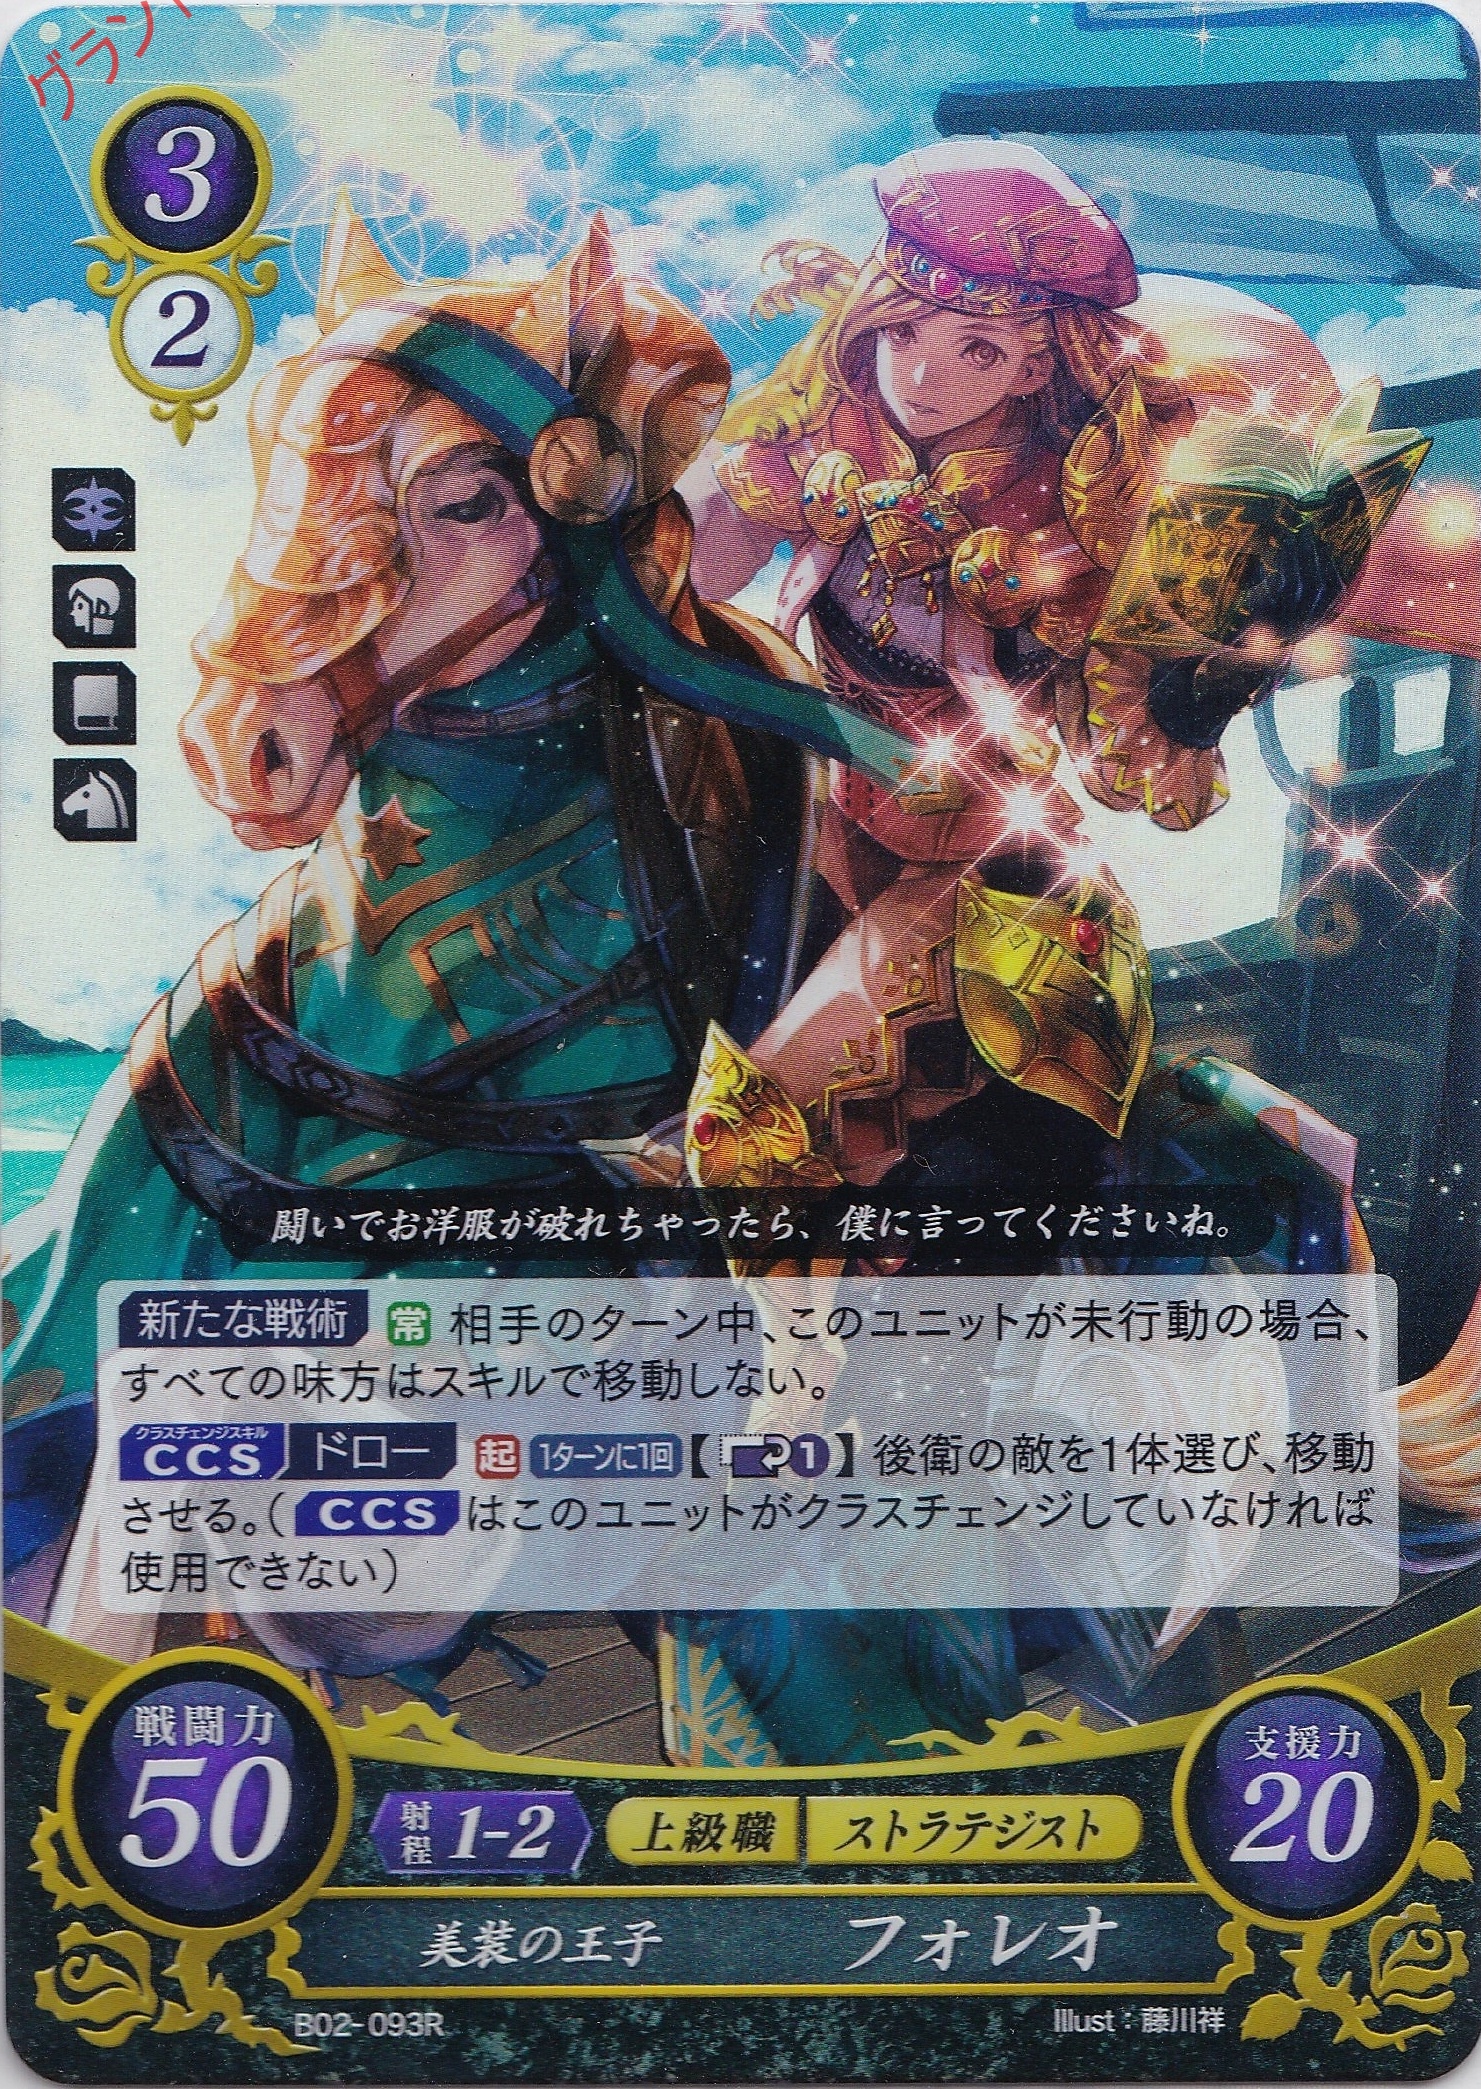 グラン
3
2
闘いでお洋服が破れちゃったら、僕に言ってくださいね。
新たな戦術 常 相手のターン中、このユニットが未行動の場合、
すべての味方はスキルで移動しない。
クラスチェンジスキル
CCS ドロー 起 1ターンに1回 【 1】後衛の敵を1体選び、移動
させる。（ CCS はこのユニットがクラスチェンジしていなければ
使用できない）
戦闘力
50
射程 1-2
上級職 ストラテジスト
支援力
20
美装の王子 フォレオ
B02-093R
Illust：藤川祥